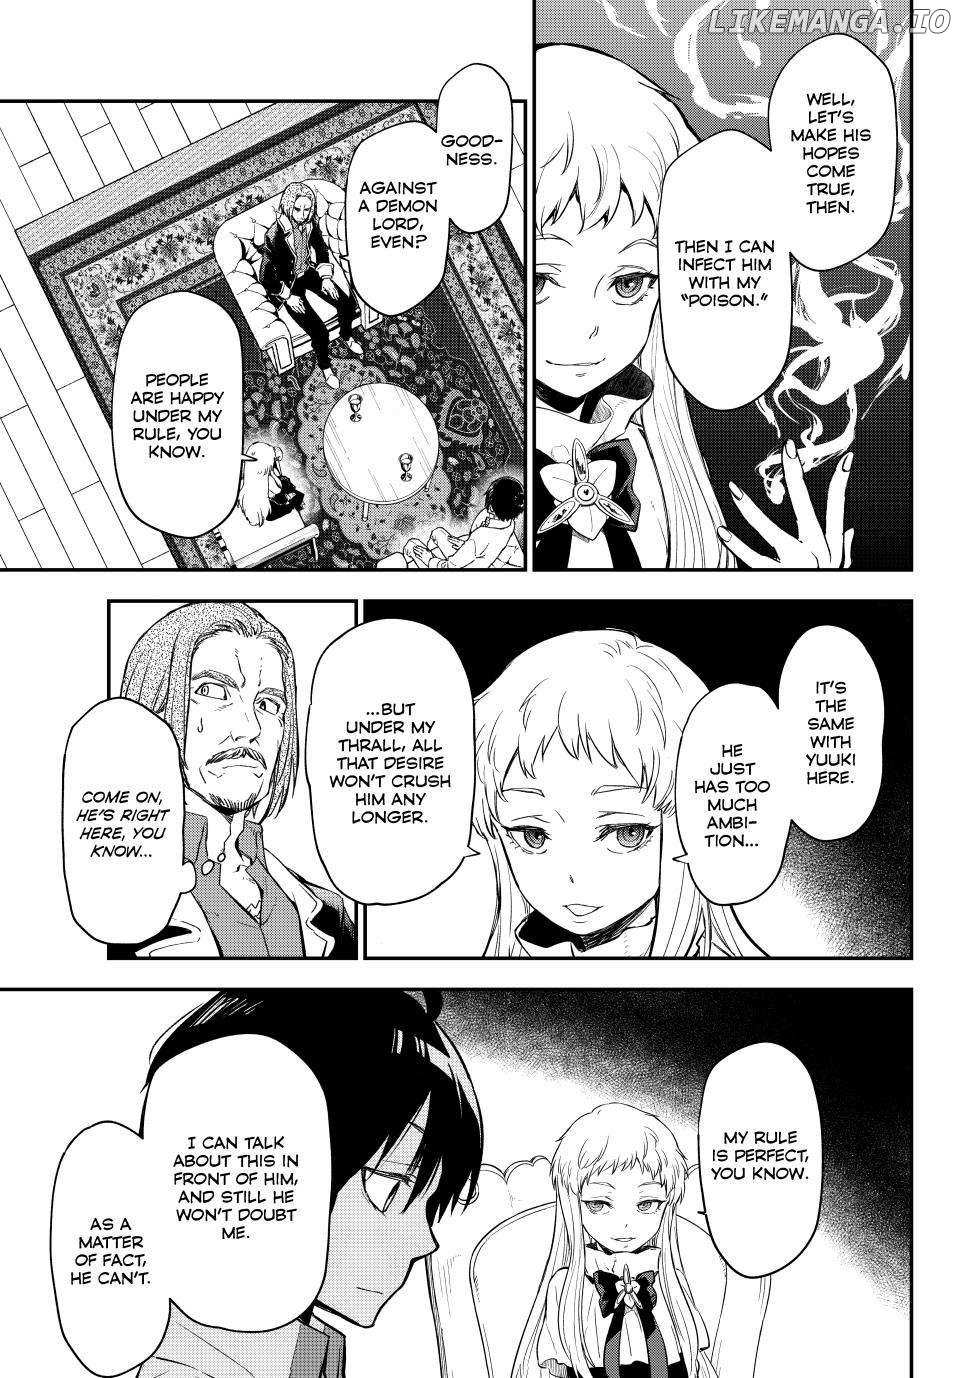 LIKEMANGA.IO
WELL,
LET'S
MAKE HIS
HOPES
COME
TRUE,
THEN.
THEN I CAN
INFECT HIM
WITH MY
"POISON."
GOOD-
NESS.
AGAINST
A DEMON
LORD,
EVEN?
PEOPLE
ARE HAPPY
UNDER MY
RULE, YOU
KNOW.
IT'S
THE
SAME
WITH
YUUKI
HERE.
HE
JUST
HAS TOO
MUCH
AMBI-
TION...
...BUT
UNDER MY
THRALL, ALL
THAT DESIRE
WON'T CRUSH
HIM ANY
LONGER.
COME ON,
HE'S RIGHT
HERE, YOU
KNOW...
MY RULE
IS PERFECT,
YOU KNOW.
I CAN TALK
ABOUT THIS IN
FRONT OF HIM,
AND STILL HE
WON'T DOUBT
ME.
AS A
MATTER
OF FACT,
HE CAN'T.